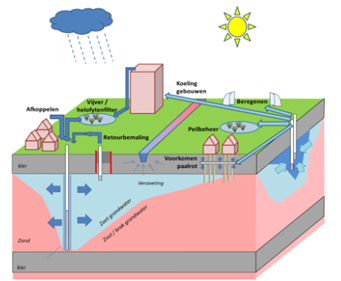 Koeling
gebouwen
Vijver /
helofytenfilter
Beregenen
Afkoppelen
Peilbeheer
Retourbemaling
Voorkomen
paalrot
klei
Verzoeting
Zoet grondwater
Zout / brak grondwater
Zand
klei